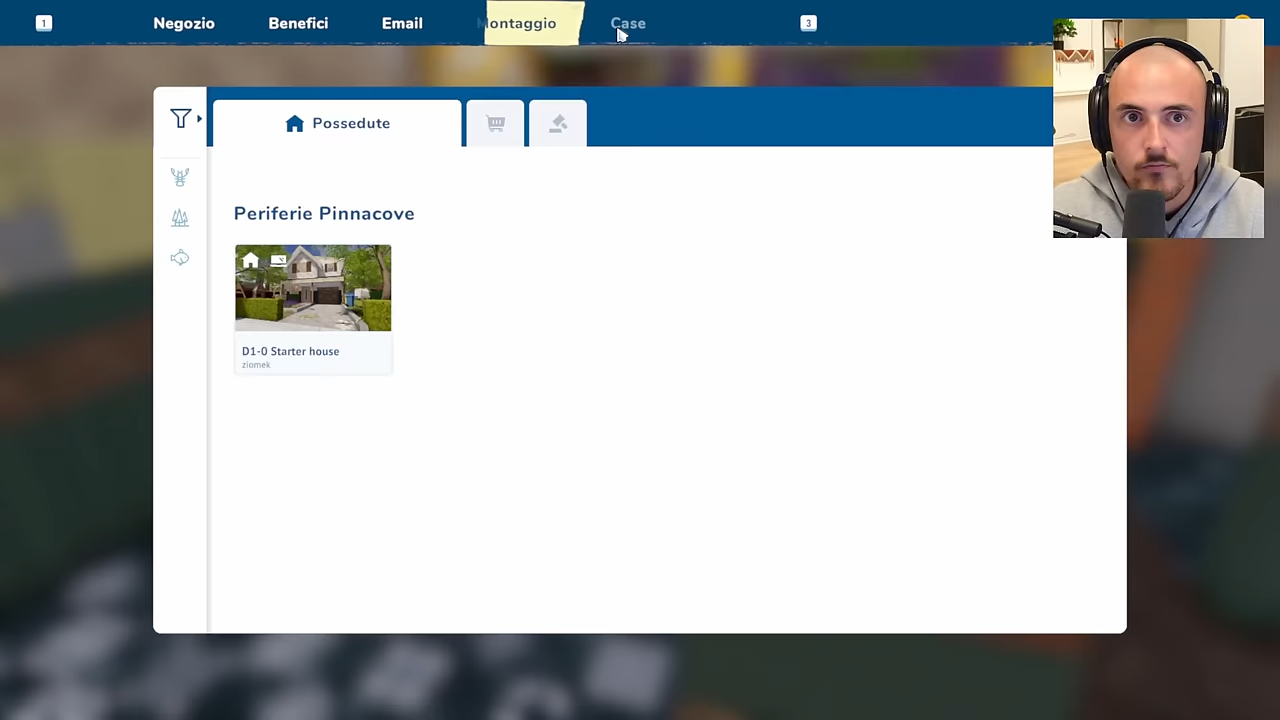 1 Negozio Benefici Email Montaggio Case 3
Possedute
Periferie Pinnacove
D1-0 Starter house
ziomek